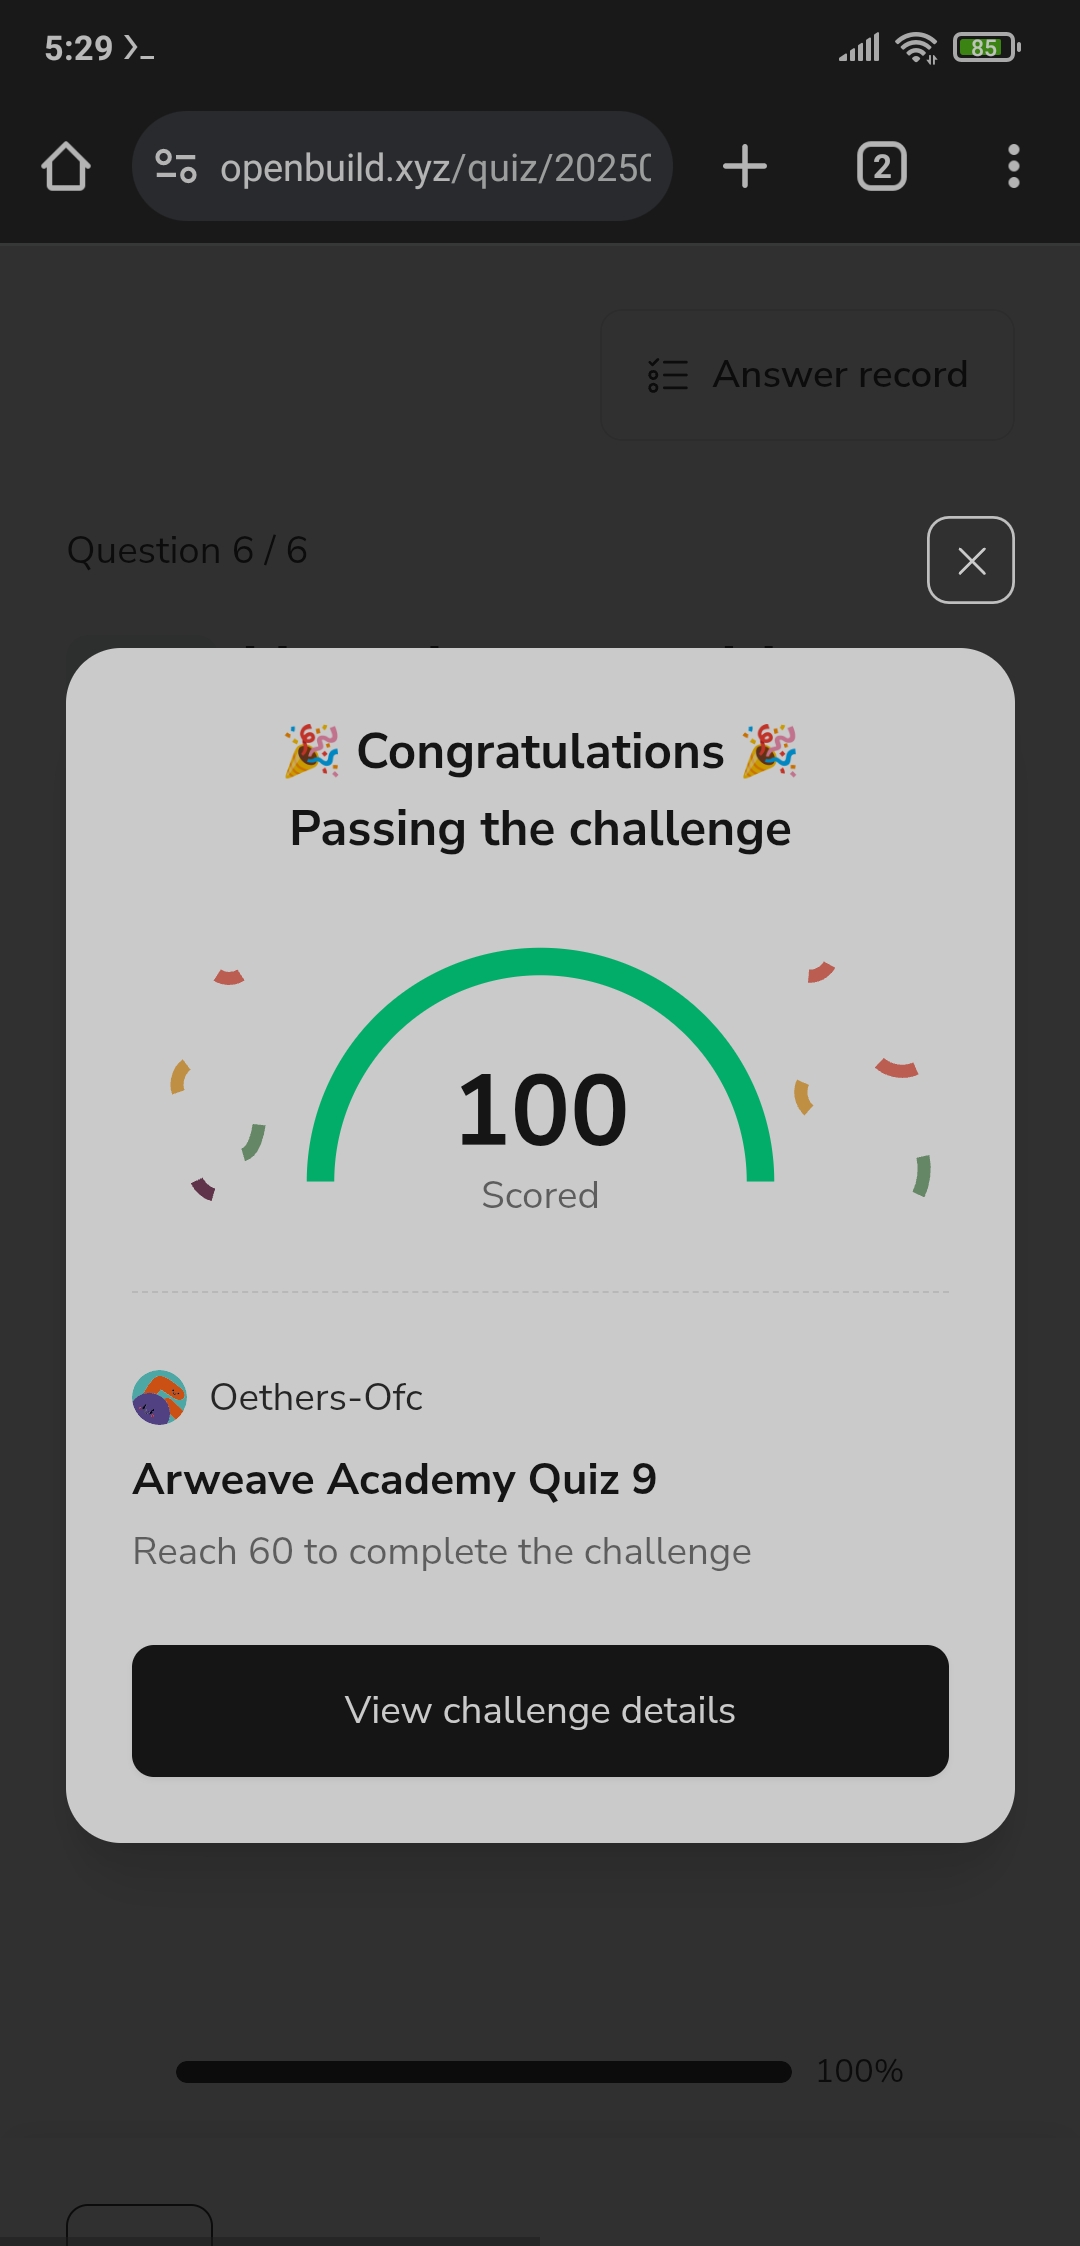 5:29
85
openbuild.xyz/quiz/2025
2
Answer record
Question 6 / 6
🎉 Congratulations 🎉
Passing the challenge
100
Scored
Oethers-Ofc
Arweave Academy Quiz 9
Reach 60 to complete the challenge
View challenge details
100%